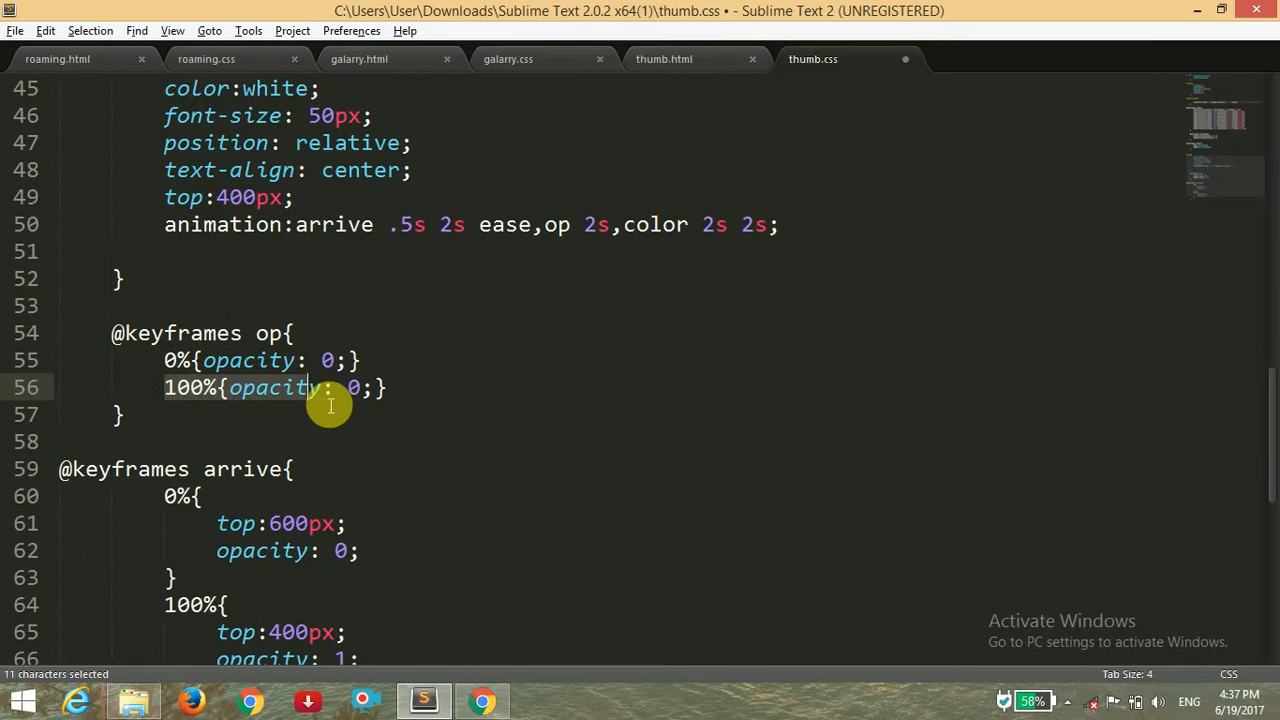 C:\Users\User\Downloads\Sublime Text 2.0.2 x64(1)\thumb.css • - Sublime Text 2 (UNREGISTERED)
File Edit Selection Find View Goto Tools Project Preferences Help
roaming.html roaming.css galarry.html galarry.css thumb.html thumb.css
45 color:white;
46 font-size: 50px;
47 position: relative;
48 text-align: center;
49 top:400px;
50 animation:arrive .5s 2s ease,op 2s,color 2s 2s;
51
52 }
53
54 @keyframes op{
55 0%{opacity: 0;}
56 100%{opacity: 0;}
57 }
58
59 @keyframes arrive{
60 0%{
61 top:600px;
62 opacity: 0;
63 }
64 100%{
65 top:400px;
66 opacity: 1;
Activate Windows
Go to PC settings to activate Windows.
11 characters selected Tab Size: 4 CSS
58% ENG 4:37 PM
6/19/2017